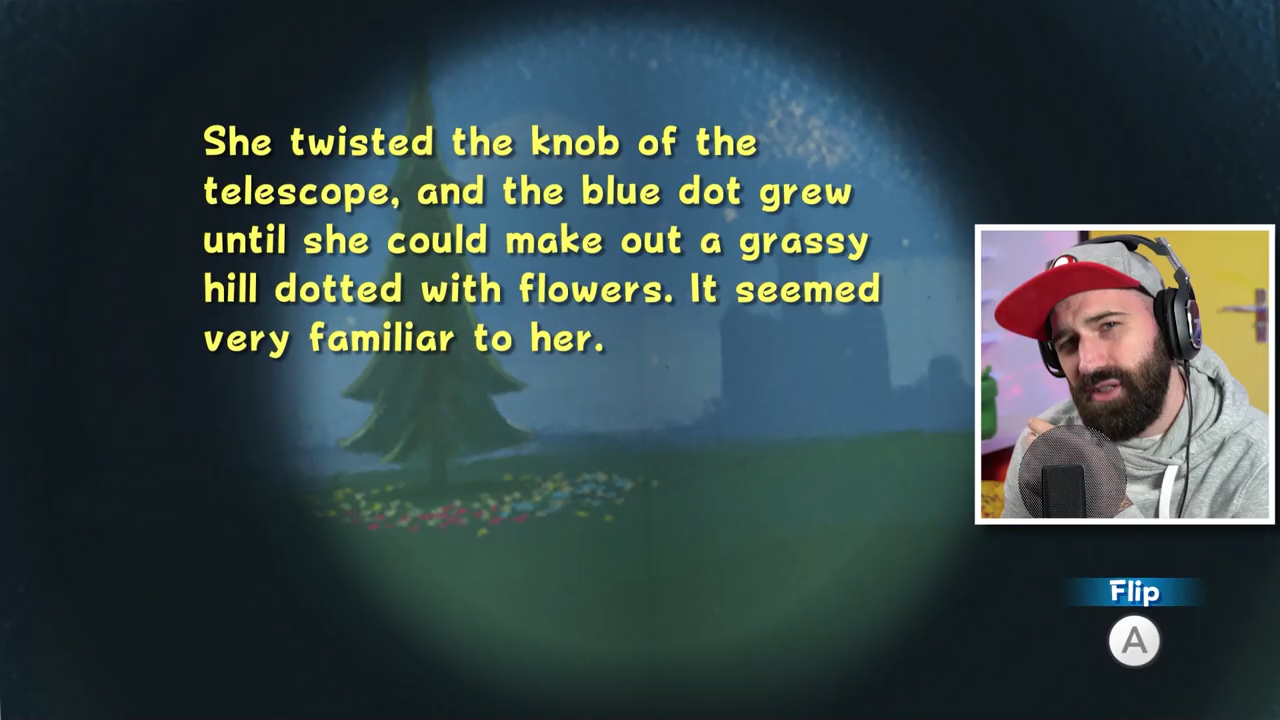 She twisted the knob of the
telescope, and the blue dot grew
until she could make out a grassy
hill dotted with flowers. It seemed
very familiar to her.
Flip
A